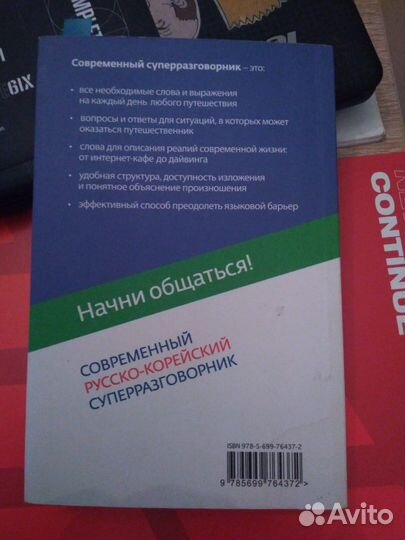 Современный суперразговорник – это:
• все необходимые слова и выражения
на каждый день любого путешествия
• вопросы и ответы для ситуаций, в которых может
оказаться путешественник
• слова для описания реалий современной жизни:
от интернет-кафе до дайвинга
• удобная структура, доступность изложения
и понятное объяснение произношения
• эффективный способ преодолеть языковой барьер
Начни общаться!
СОВРЕМЕННЫЙ
РУССКО-КОРЕЙСКИЙ
СУПЕРРАЗГОВОРНИК
ISBN 978-5-699-76437-2
9 785699 764372 >
CONTINUE
6IX
Avito